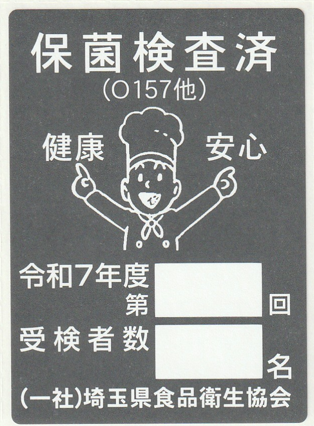 保菌検査済
（O157他）
健康 安心
令和7年度
第 回
受検者数
名
（一社）埼玉県食品衛生協会